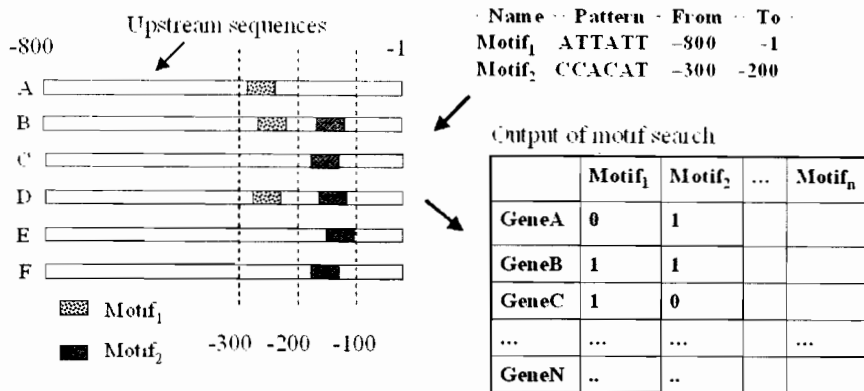 Upstream sequences
-800
-1
A
B
C
D
E
F
Motif1
Motif2
-300 -200 -100
Name Pattern From To
Motif1 ATTATT -800 -1
Motif2 CCACAT -300 -200
Output of motif search
Motif1 Motif2 ... Motifn
GeneA 0 1
GeneB 1 1
GeneC 1 0
... ... ... ...
GeneN .. ..